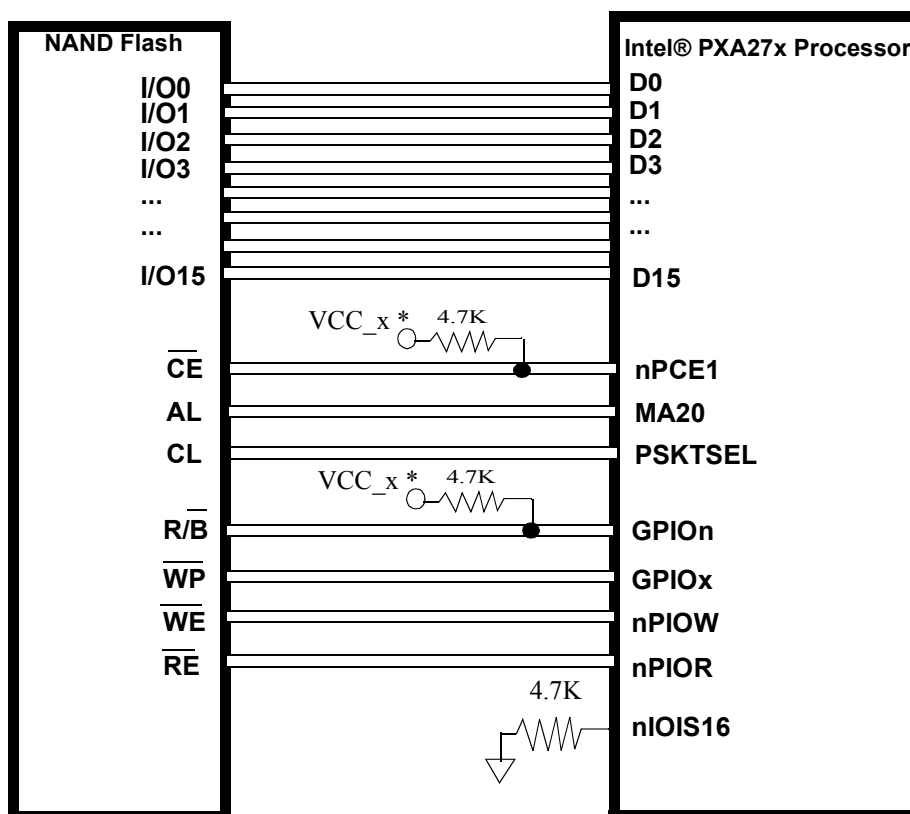 NAND Flash
Intel® PXA27x Processor
I/O0
D0
I/O1
D1
I/O2
D2
I/O3
D3
...
...
...
...
I/O15
D15
VCC_x * 4.7K
CE
nPCE1
AL
MA20
CL
PSKTSEL
VCC_x * 4.7K
R/B
GPIOn
WP
GPIOx
WE
nPIOW
RE
nPIOR
4.7K
nIOIS16